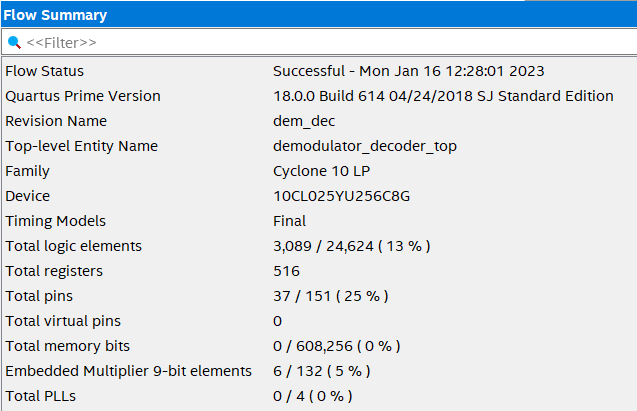 Flow Summary
<<Filter>>
Flow Status Successful - Mon Jan 16 12:28:01 2023
Quartus Prime Version 18.0.0 Build 614 04/24/2018 SJ Standard Edition
Revision Name dem_dec
Top-level Entity Name demodulator_decoder_top
Family Cyclone 10 LP
Device 10CL025YU256C8G
Timing Models Final
Total logic elements 3,089 / 24,624 ( 13 % )
Total registers 516
Total pins 37 / 151 ( 25 % )
Total virtual pins 0
Total memory bits 0 / 608,256 ( 0 % )
Embedded Multiplier 9-bit elements 6 / 132 ( 5 % )
Total PLLs 0 / 4 ( 0 % )